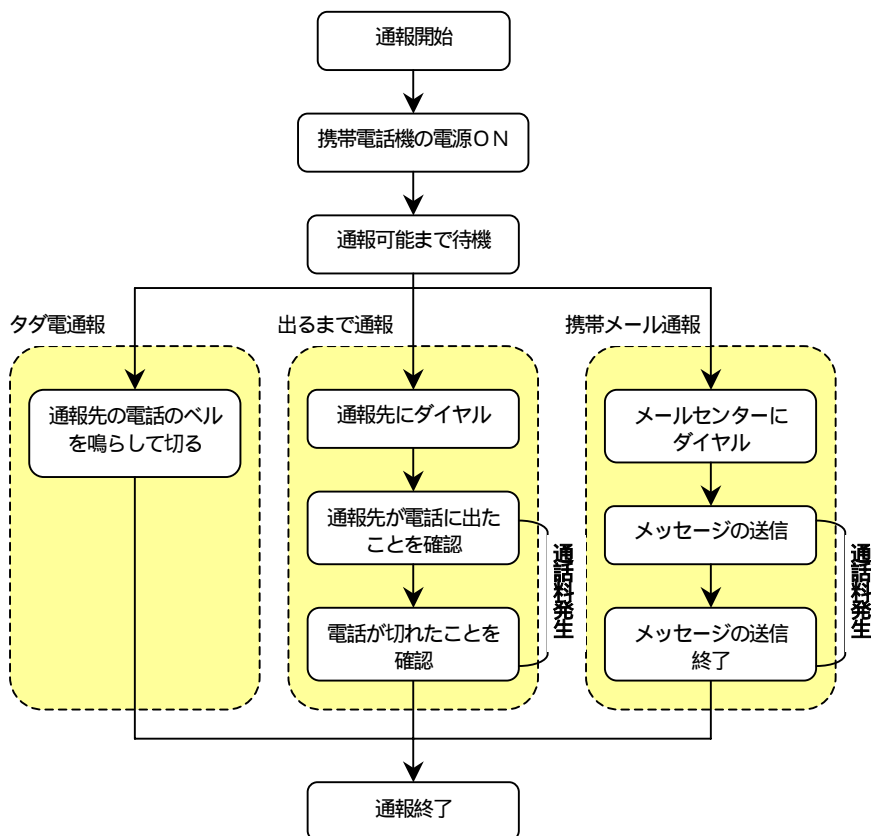 通報開始
携帯電話機の電源ＯＮ
通報可能まで待機
タダ電通報
通報先の電話のベル
を鳴らして切る
出るまで通報
通報先にダイヤル
通報先が電話に出た
ことを確認
電話が切れたことを
確認
通話料発生
携帯メール通報
メールセンターに
ダイヤル
メッセージの送信
メッセージの送信
終了
通話料発生
通報終了